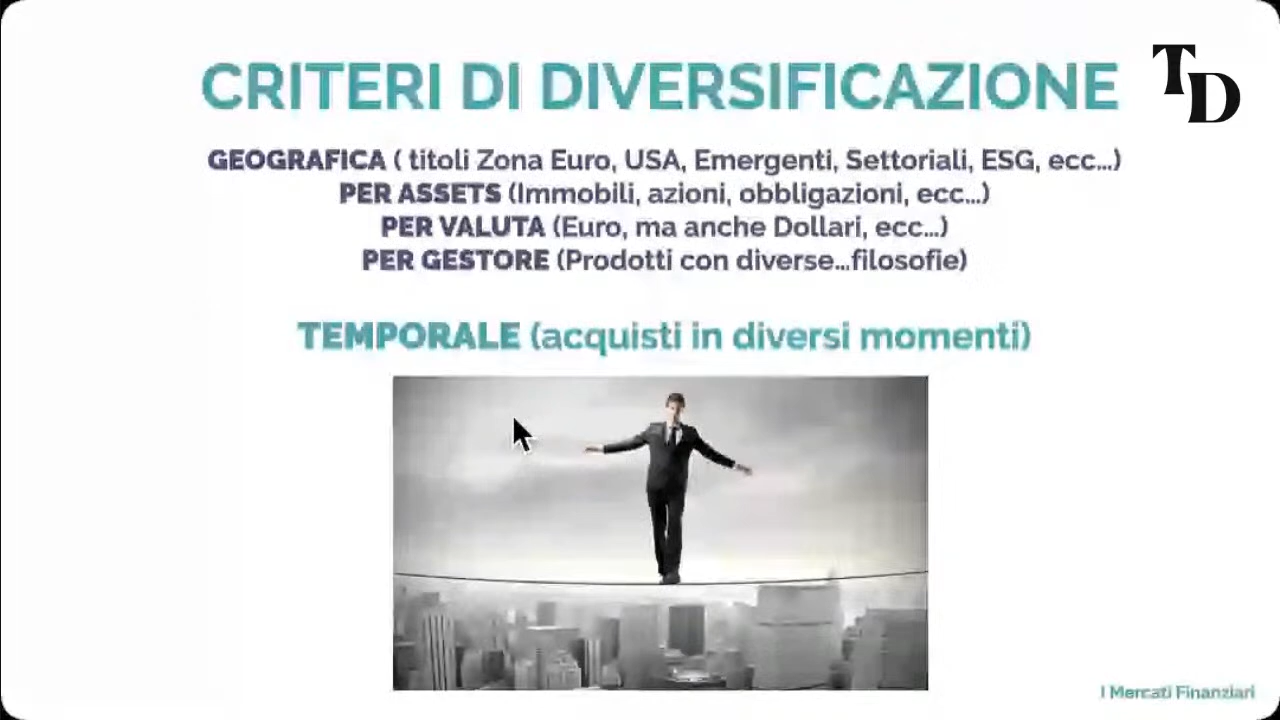 CRITERI DI DIVERSIFICAZIONE
TD
GEOGRAFICA ( titoli Zona Euro, USA, Emergenti, Settoriali, ESG, ecc...)
PER ASSETS (Immobili, azioni, obbligazioni, ecc...)
PER VALUTA (Euro, ma anche Dollari, ecc...)
PER GESTORE (Prodotti con diverse...filosofie)
TEMPORALE (acquisti in diversi momenti)
I Mercati Finanziari